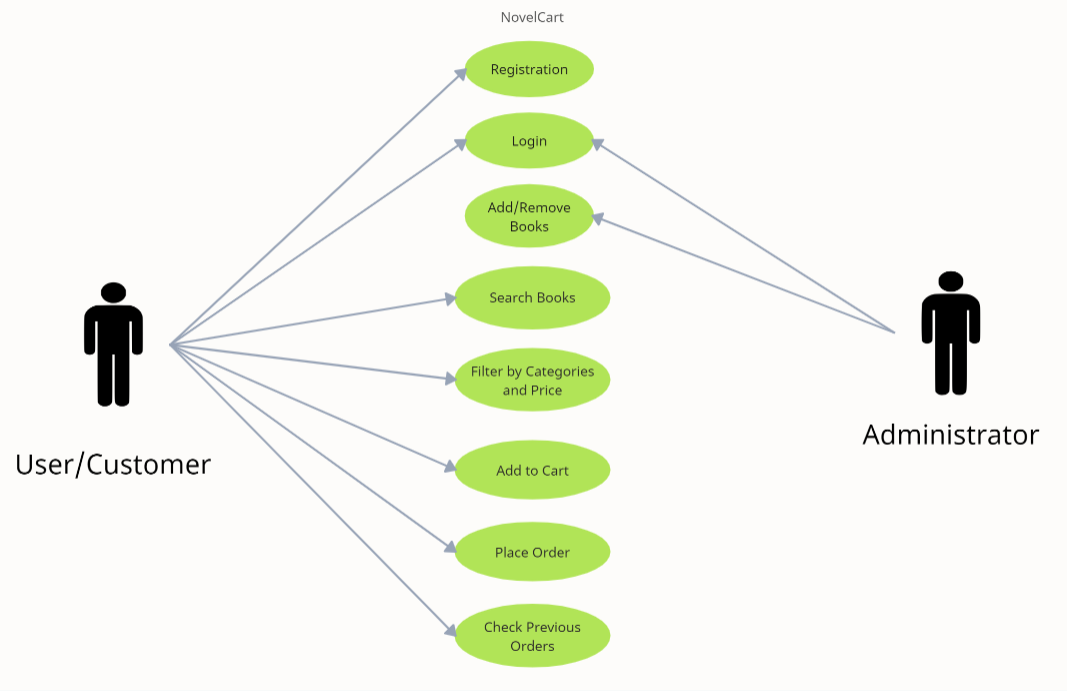 NovelCart
Registration
Login
Add/Remove
Books
Search Books
Filter by Categories
and Price
Add to Cart
Place Order
Check Previous
Orders
User/Customer
Administrator